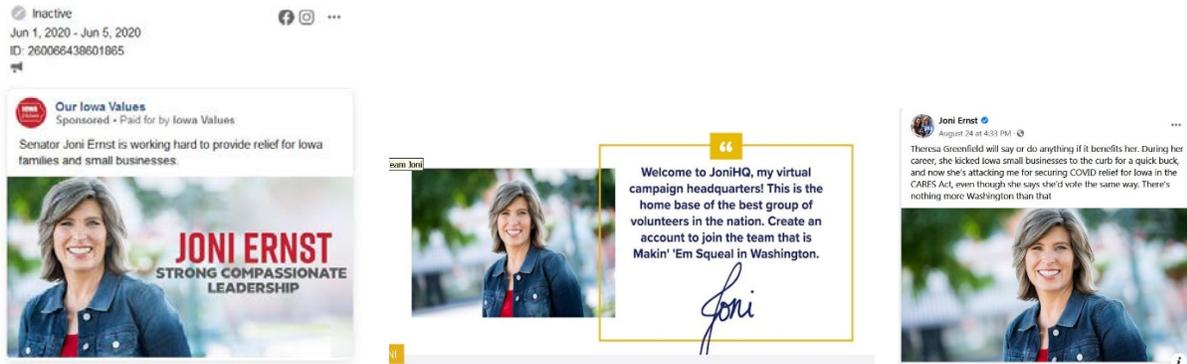 Inactive
Jun 1, 2020 - Jun 5, 2020
ID: 260066438601865
IOWA
Our Iowa Values
Sponsored • Paid for by Iowa Values
Senator Joni Ernst is working hard to provide relief for Iowa
families and small businesses.
JONI ERNST
STRONG COMPASSIONATE
LEADERSHIP
eam Joni
“
Welcome to JoniHQ, my virtual
campaign headquarters! This is the
home base of the best group of
volunteers in the nation. Create an
account to join the team that is
Makin' 'Em Squeal in Washington.
Joni
NI
Joni Ernst
August 24 at 4:33 PM ·
Theresa Greenfield will say or do anything if it benefits her. During her
career, she kicked Iowa small businesses to the curb for a quick buck,
and now she's attacking me for securing COVID relief for Iowa in the
CARES Act, even though she says she'd vote the same way. There's
nothing more Washington than that